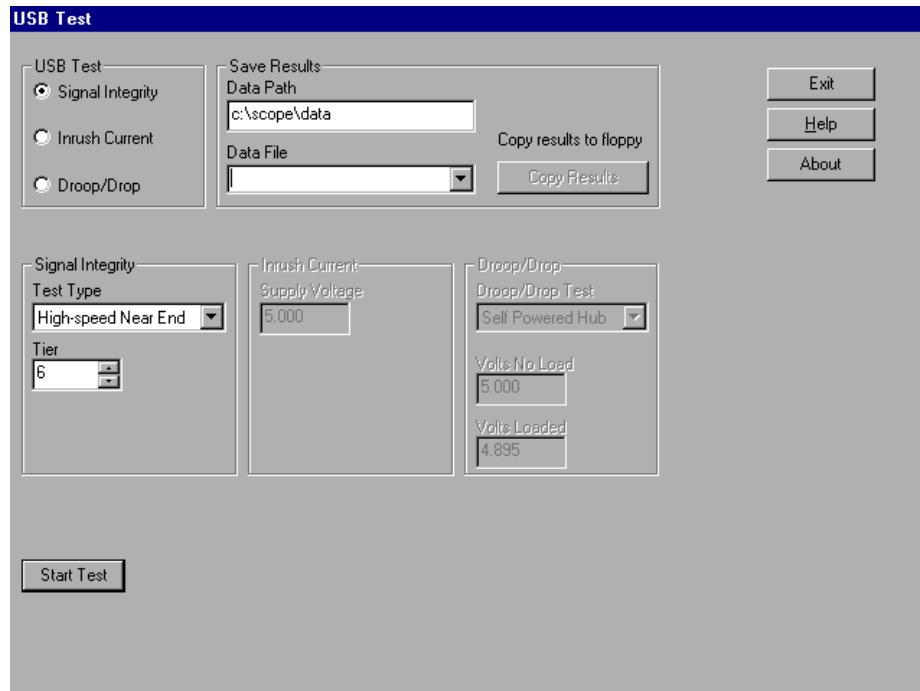 USB Test
USB Test
Signal Integrity
Inrush Current
Droop/Drop
Save Results
Data Path
c:\scope\data
Data File
Copy results to floppy
Copy Results
Exit
Help
About
Signal Integrity
Test Type
High-speed Near End
Tier
6
Inrush Current
Supply Voltage
5.000
Droop/Drop
Droop/Drop Test
Self Powered Hub
Volts No Load
5.000
Volts Loaded
4.895
Start Test